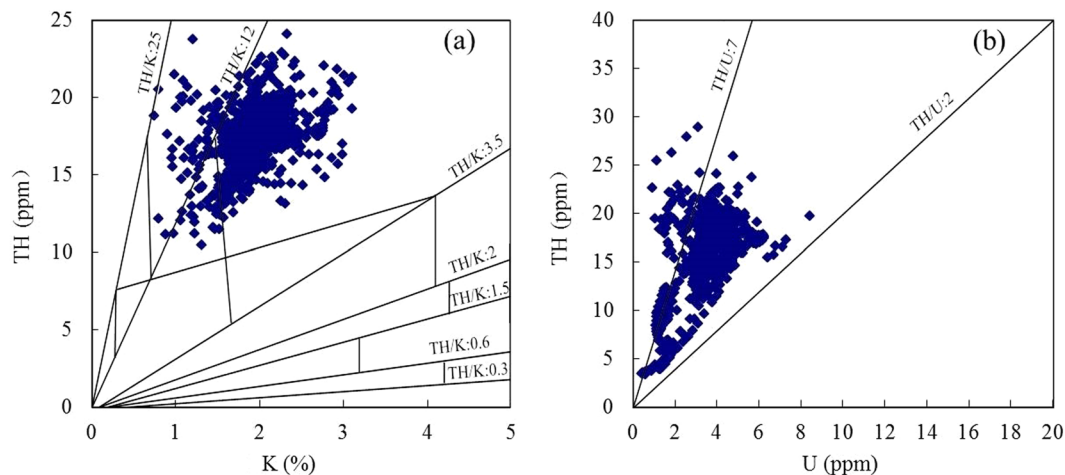 (a)
TH (ppm)
25
20
15
10
5
0
TH/K:25
TH/K:12
TH/K:3.5
TH/K:2
TH/K:1.5
TH/K:0.6
TH/K:0.3
0 1 2 3 4 5
K (%)
(b)
TH (ppm)
40
35
30
25
20
15
10
5
0
TH/U:7
TH/U:2
0 2 4 6 8 10 12 14 16 18 20
U (ppm)